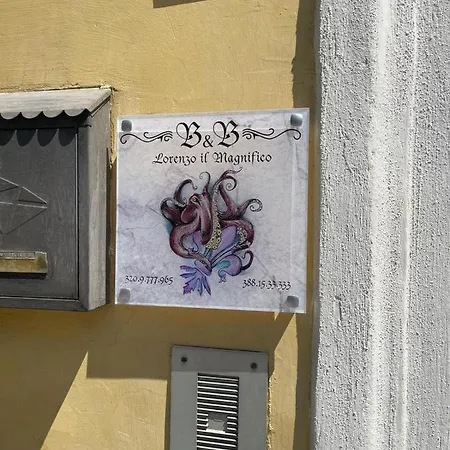 B&B
Lorenzo il Magnifico
320.9.777.965
388.15.33.333